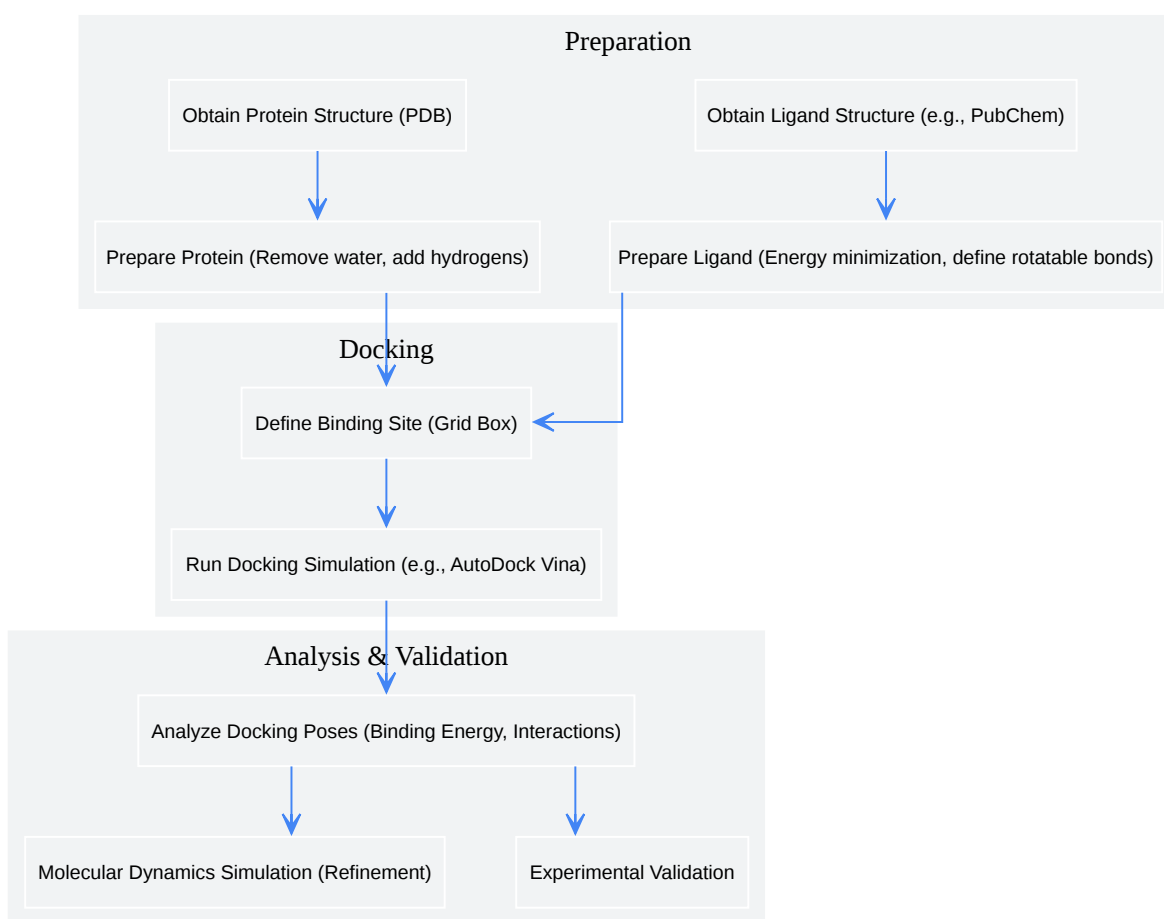 Preparation
Obtain Protein Structure (PDB)
Obtain Ligand Structure (e.g., PubChem)
Prepare Protein (Remove water, add hydrogens)
Prepare Ligand (Energy minimization, define rotatable bonds)
Docking
Define Binding Site (Grid Box)
Run Docking Simulation (e.g., AutoDock Vina)
Analysis & Validation
Analyze Docking Poses (Binding Energy, Interactions)
Molecular Dynamics Simulation (Refinement)
Experimental Validation